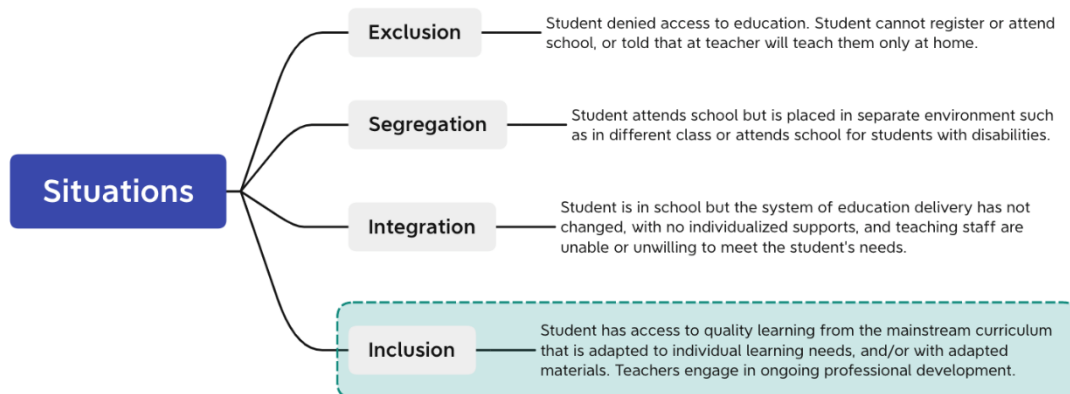 Situations
Exclusion
Student denied access to education. Student cannot register or attend
school, or told that at teacher will teach them only at home.
Segregation
Student attends school but is placed in separate environment such
as in different class or attends school for students with disabilities.
Integration
Student is in school but the system of education delivery has not
changed, with no individualized supports, and teaching staff are
unable or unwilling to meet the student's needs.
Inclusion
Student has access to quality learning from the mainstream curriculum
that is adapted to individual learning needs, and/or with adapted
materials. Teachers engage in ongoing professional development.